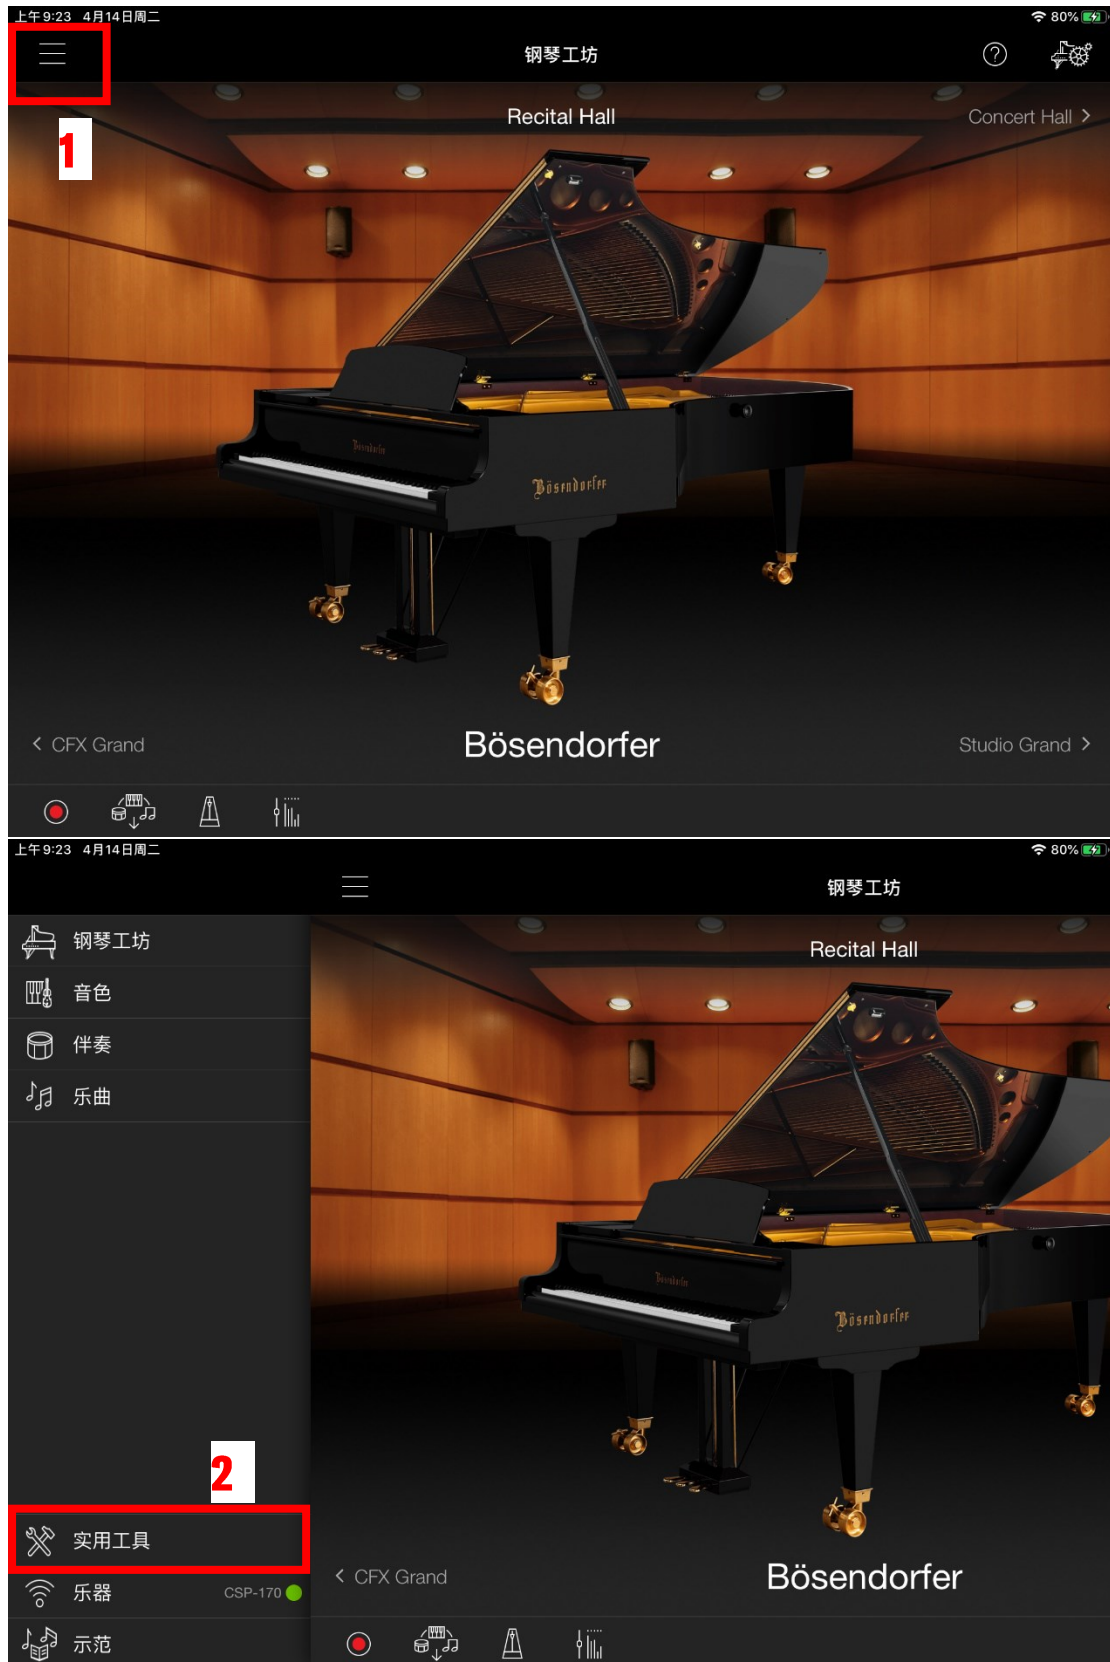 上午9:23 4月14日周二
80%
钢琴工坊
1
Recital Hall
Concert Hall
Bösendorfer
Bösendorfer
CFX Grand
Bösendorfer
Studio Grand
上午9:23 4月14日周二
80%
钢琴工坊
钢琴工坊
Recital Hall
音色
伴奏
乐曲
Bösendorfer
Bösendorfer
2
实用工具
CFX Grand
Bösendorfer
乐器 CSP-170
示范